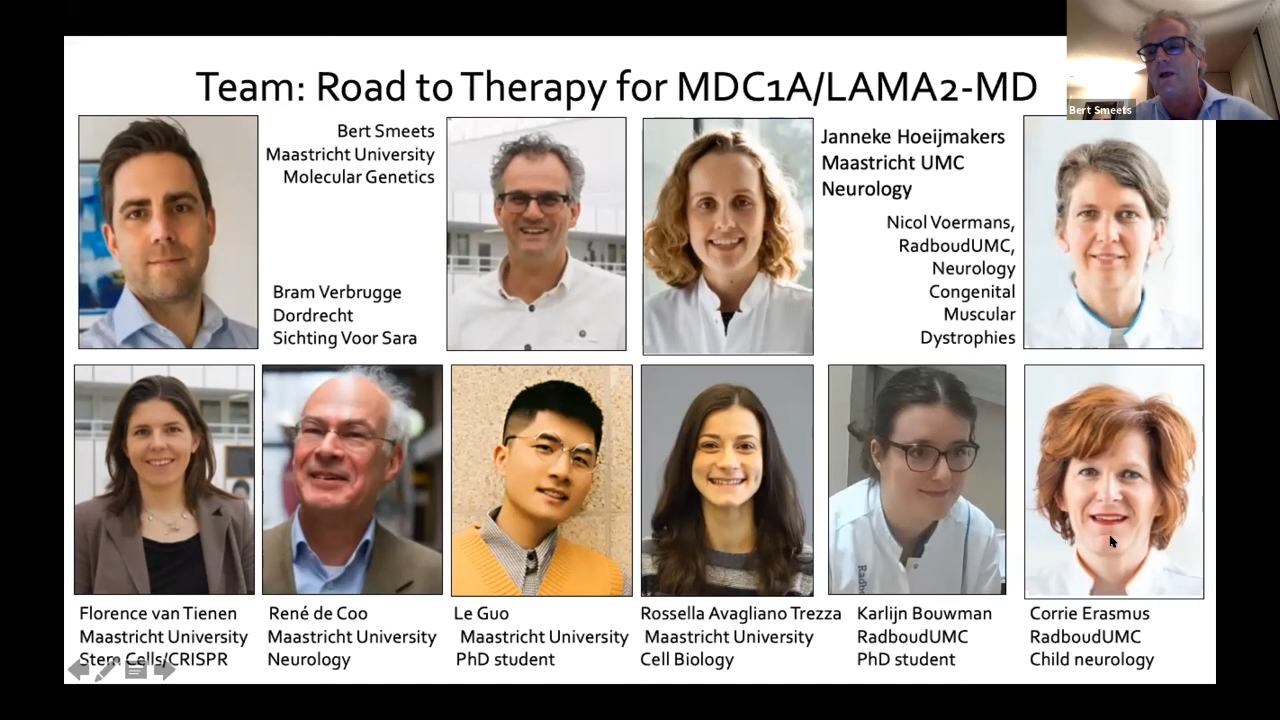 Team: Road to Therapy for MDC1A/LAMA2-MD
Bert Smeets
Bert Smeets
Maastricht University
Molecular Genetics
Bram Verbrugge
Dordrecht
Sichting Voor Sara
Janneke Hoeijmakers
Maastricht UMC
Neurology
Nicol Voermans,
RadboudUMC,
Neurology
Congenital
Muscular
Dystrophies
Florence van Tienen
Maastricht University
Stem Cells/CRISPR
René de Coo
Maastricht University
Neurology
Le Guo
Maastricht University
PhD student
Rossella Avagliano Trezza
Maastricht University
Cell Biology
Radb
Karlijn Bouwman
RadboudUMC
PhD student
Corrie Erasmus
RadboudUMC
Child neurology